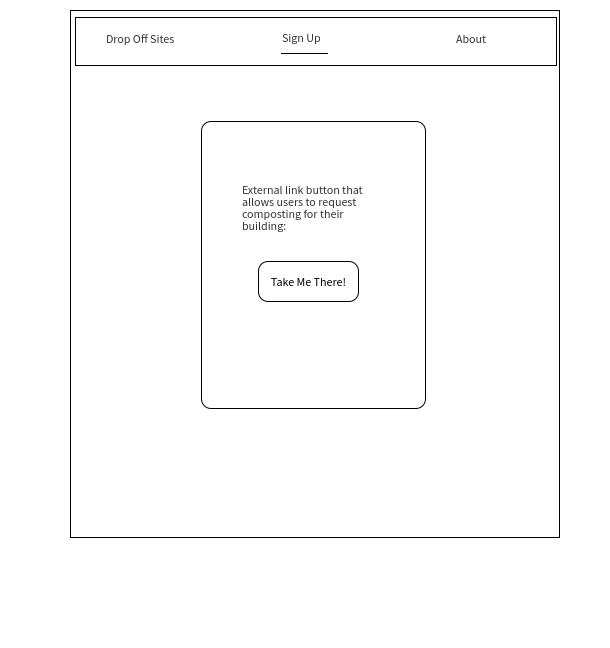 Drop Off Sites
Sign Up
About
External link button that
allows users to request
composting for their
building:
Take Me There!